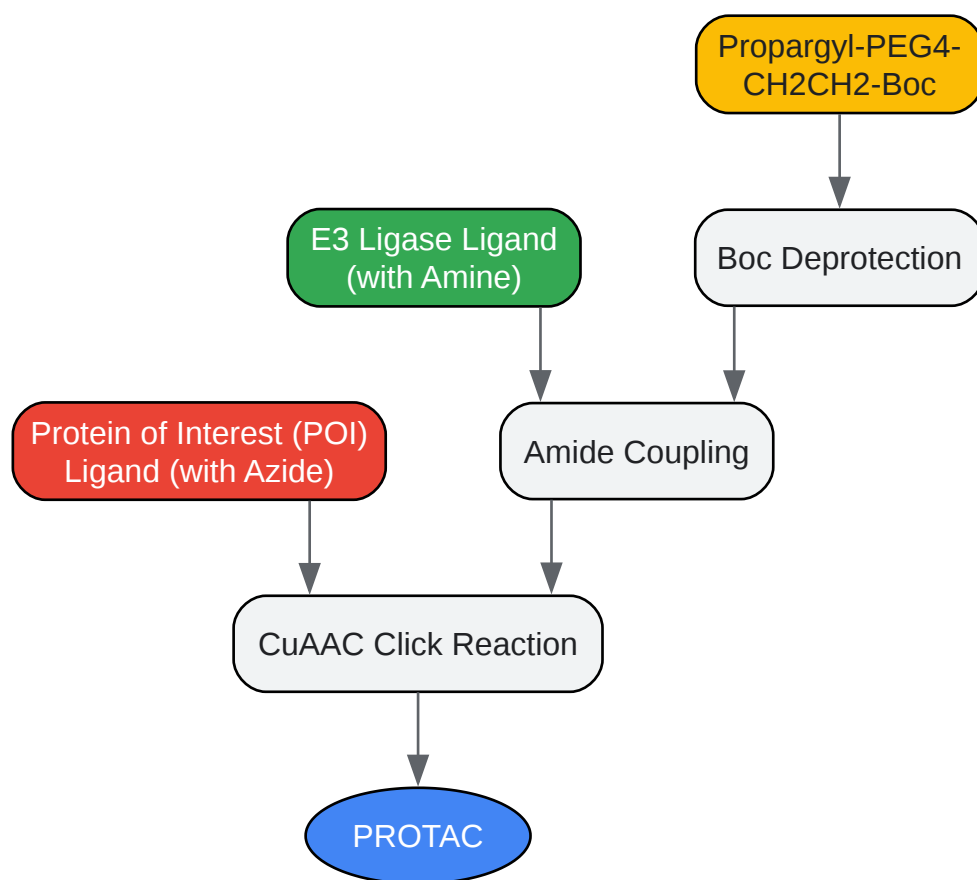 Propargyl-PEG4-
CH2CH2-Boc
E3 Ligase Ligand
(with Amine)
Boc Deprotection
Protein of Interest (POI)
Ligand (with Azide)
Amide Coupling
CuAAC Click Reaction
PROTAC